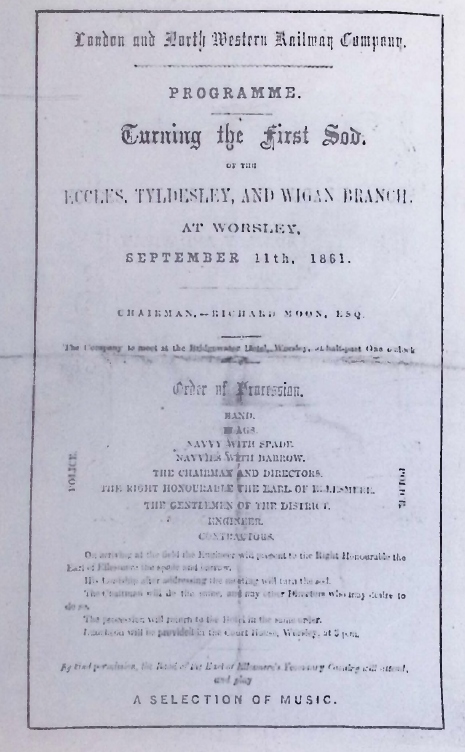 London and North Western Railway Company.
PROGRAMME.
Turning the First Sod.
OF THE
ECCLES, TYLDESLEY, AND WIGAN BRANCH.
AT WORSLEY,
SEPTEMBER 11th, 1861.
CHAIRMAN,—RICHARD MOON, ESQ.
The Company to meet at the Bridgewater Hotel, Worsley, at half-past One o'clock
Order of Procession.
BAND.
FLAGS.
NAVVY WITH SPADE.
NAVVIES WITH BARROW.
THE CHAIRMAN AND DIRECTORS.
THE RIGHT HONOURABLE THE EARL OF ELLESMERE.
THE GENTLEMEN OF THE DISTRICT.
ENGINEER.
CONTRACTORS.
POLICE.
POLICE.
On arriving at the field the Engineer will present to the Right Honourable the
Earl of Ellesmere the spade and barrow.
His Lordship after addressing the meeting will turn the sod.
The Chairman will do the same, and any other Directors who may desire to
do so.
The procession will return to the Hotel in the same order.
Luncheon will be provided in the Court House, Worsley, at 3 p.m.
By kind permission, the Band of the Earl of Ellesmere's Yeomanry Cavalry will attend,
and play
A SELECTION OF MUSIC.